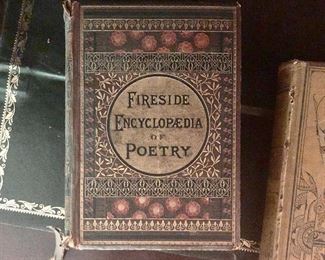 FIRESIDE
ENCYCLOPÆDIA
OF
POETRY